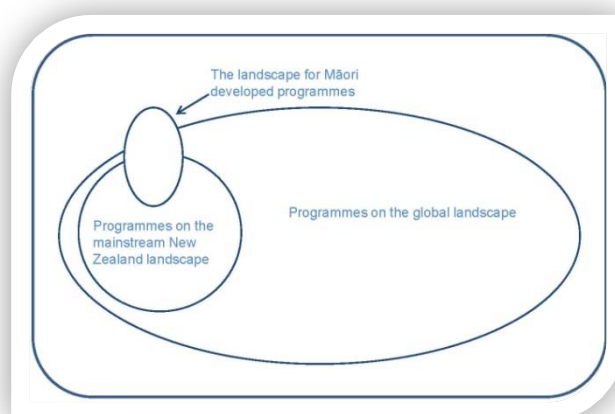 The landscape for Māori
developed programmes
Programmes on the global landscape
Programmes on the
mainstream New
Zealand landscape